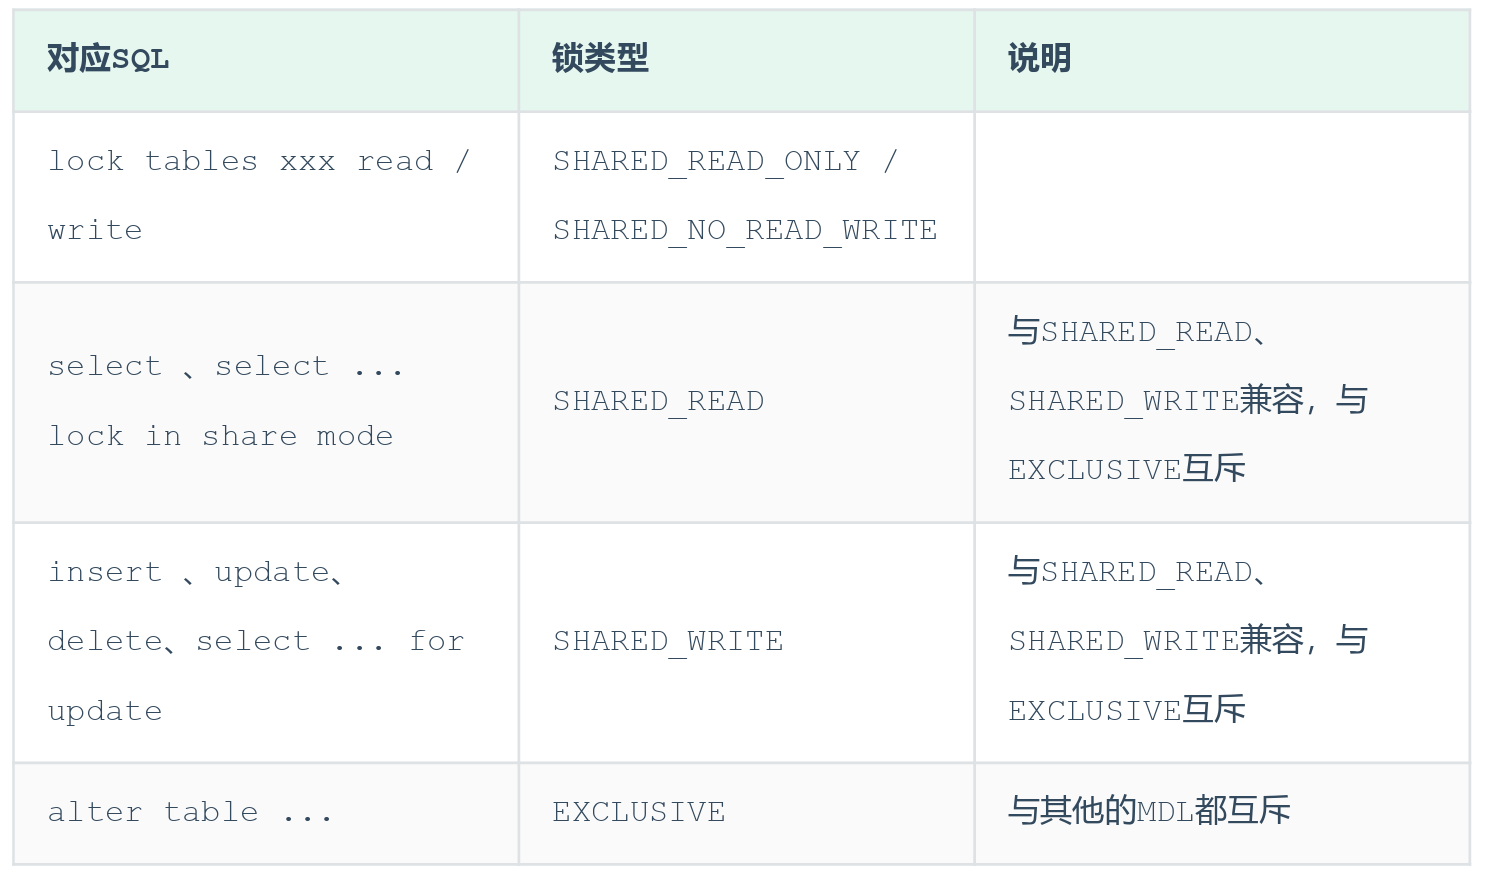 对应SQL
锁类型
说明
lock tables xxx read /
write
SHARED_READ_ONLY /
SHARED_NO_READ_WRITE
select 、select ...
lock in share mode
SHARED_READ
与SHARED_READ、
SHARED_WRITE兼容，与
EXCLUSIVE互斥
insert 、update、
delete、select ... for
update
SHARED_WRITE
与SHARED_READ、
SHARED_WRITE兼容，与
EXCLUSIVE互斥
alter table ...
EXCLUSIVE
与其他的MDL都互斥